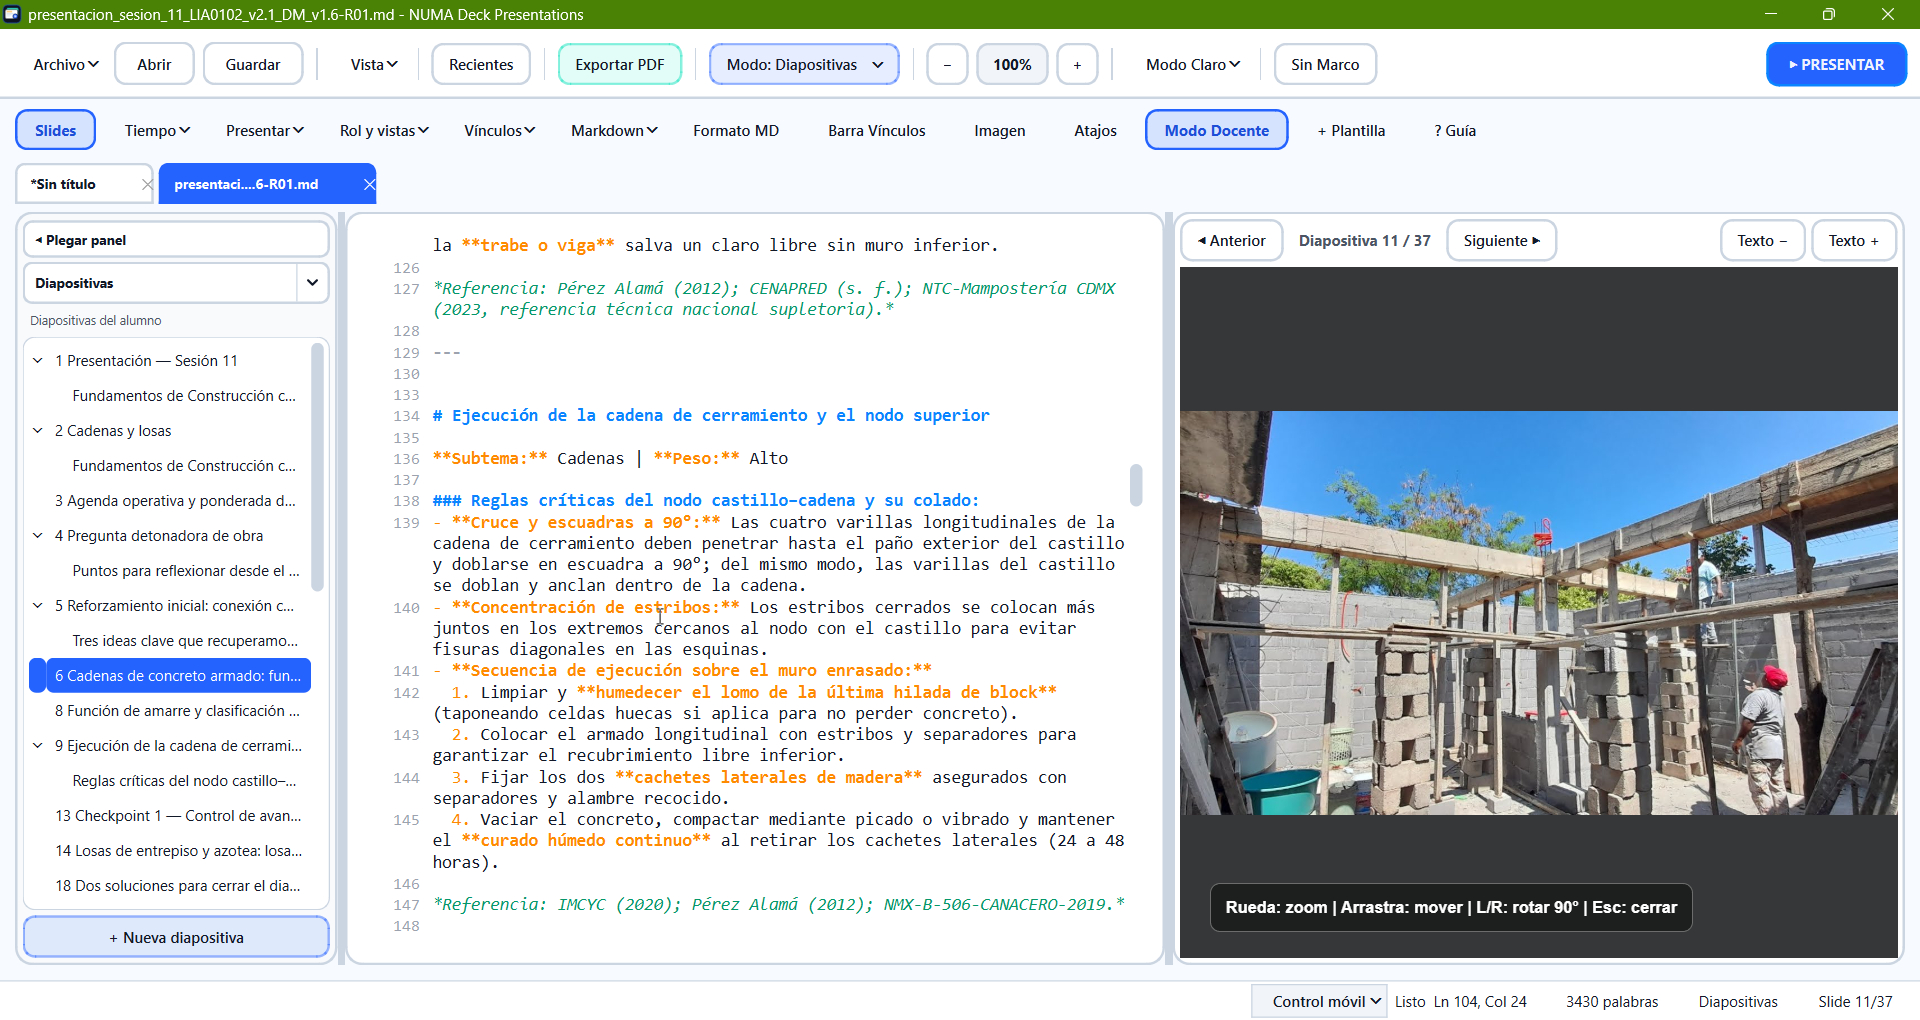 presentacion_sesion_11_LIA0102_v2.1_DM_v1.6-R01.md - NUMA Deck Presentations
Archivo Abrir Guardar Vista Recientes Exportar PDF Modo: Diapositivas - 100% + Modo Claro Sin Marco ▸ PRESENTAR
Slides Tiempo Presentar Rol y vistas Vínculos Markdown Formato MD Barra Vínculos Imagen Atajos Modo Docente + Plantilla ? Guía
*Sin título presentaci....6-R01.md
◂ Plegar panel
Diapositivas
Diapositivas del alumno
1 Presentación — Sesión 11
Fundamentos de Construcción c...
2 Cadenas y losas
Fundamentos de Construcción c...
3 Agenda operativa y ponderada d...
4 Pregunta detonadora de obra
Puntos para reflexionar desde el ...
5 Reforzamiento inicial: conexión c...
Tres ideas clave que recuperamo...
6 Cadenas de concreto armado: fun...
8 Función de amarre y clasificación ...
9 Ejecución de la cadena de cerrami...
Reglas críticas del nodo castillo-...
13 Checkpoint 1 — Control de avan...
14 Losas de entrepiso y azotea: losa...
18 Dos soluciones para cerrar el dia...
+ Nueva diapositiva
la **trabe o viga** salva un claro libre sin muro inferior.
126
127 *Referencia: Pérez Alamá (2012); CENAPRED (s. f.); NTC-Mampostería CDMX
(2023, referencia técnica nacional supletoria).*
128
129 ---
130
133
134 # Ejecución de la cadena de cerramiento y el nodo superior
135
136 **Subtema:** Cadenas | **Peso:** Alto
137
138 ### Reglas críticas del nodo castillo-cadena y su colado:
139 - **Cruce y escuadras a 90°:** Las cuatro varillas longitudinales de la
cadena de cerramiento deben penetrar hasta el paño exterior del castillo
y doblarse en escuadra a 90°; del mismo modo, las varillas del castillo
se doblan y anclan dentro de la cadena.
140 - **Concentración de estribos:** Los estribos cerrados se colocan más
juntos en los extremos cercanos al nodo con el castillo para evitar
fisuras diagonales en las esquinas.
141 - **Secuencia de ejecución sobre el muro enrasado:**
142 1. Limpiar y **humedecer el lomo de la última hilada de block**
(taponeando celdas huecas si aplica para no perder concreto).
143 2. Colocar el armado longitudinal con estribos y separadores para
garantizar el recubrimiento libre inferior.
144 3. Fijar los dos **cachetes laterales de madera** asegurados con
separadores y alambre recocido.
145 4. Vaciar el concreto, compactar mediante picado o vibrado y mantener
el **curado húmedo continuo** al retirar los cachetes laterales (24 a 48
horas).
146
147 *Referencia: IMCYC (2020); Pérez Alamá (2012); NMX-B-506-CANACERO-2019.*
148
◂ Anterior Diapositiva 11 / 37 Siguiente ▸ Texto − Texto +
Rueda: zoom | Arrastra: mover | L/R: rotar 90° | Esc: cerrar
Control móvil Listo Ln 104, Col 24 3430 palabras Diapositivas Slide 11/37